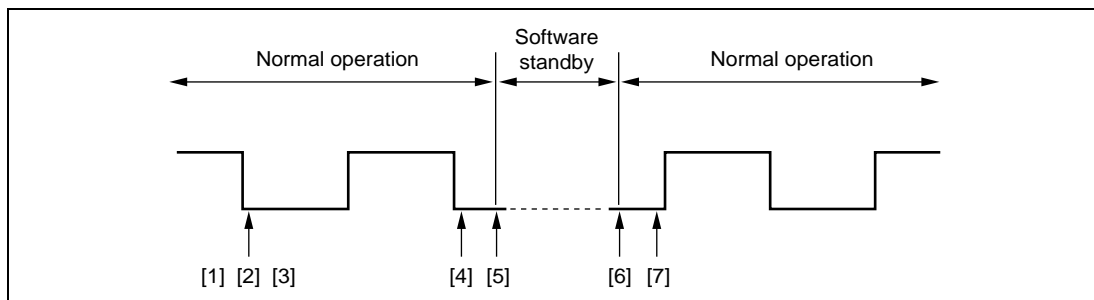 Software
standby
Normal operation
Normal operation
[1] [2] [3] [4] [5] [6] [7]